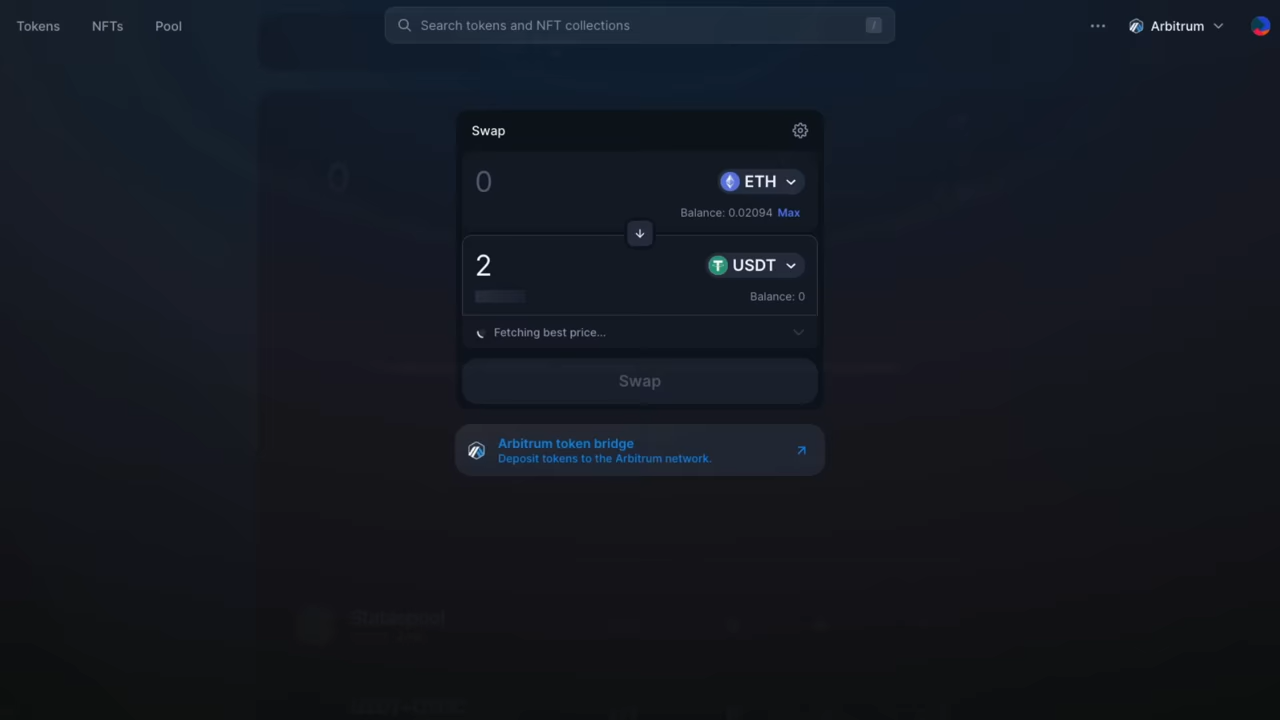 Tokens NFTs Pool Search tokens and NFT collections / Arbitrum
Swap
0 ETH
Balance: 0.02094 Max
2 USDT
Balance: 0
Fetching best price...
Swap
Arbitrum token bridge
Deposit tokens to the Arbitrum network.
0